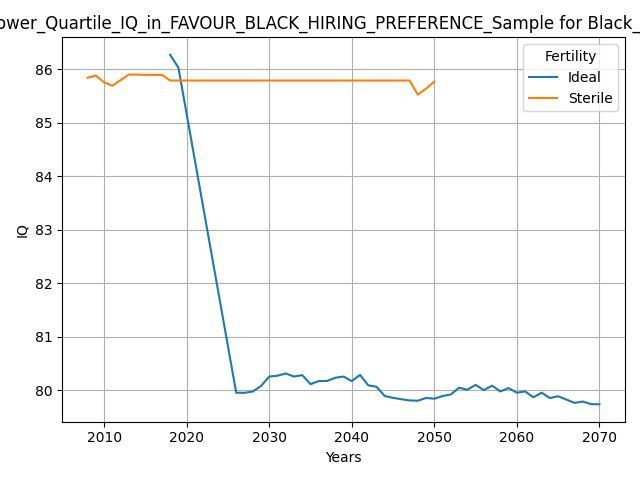 ower_Quartile_IQ_in_FAVOUR_BLACK_HIRING_PREFERENCE_Sample for Black_
Fertility
Ideal
Sterile
86
85
84
83
82
81
80
IQ
2010 2020 2030 2040 2050 2060 2070
Years